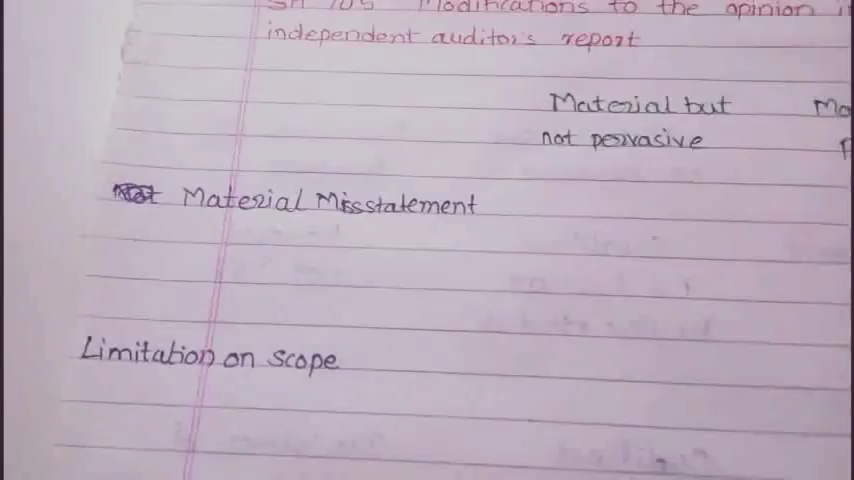 Modifications to the opinion
independent auditor's report
Material but
not pervasive
Material Misstatement
Limitation on scope